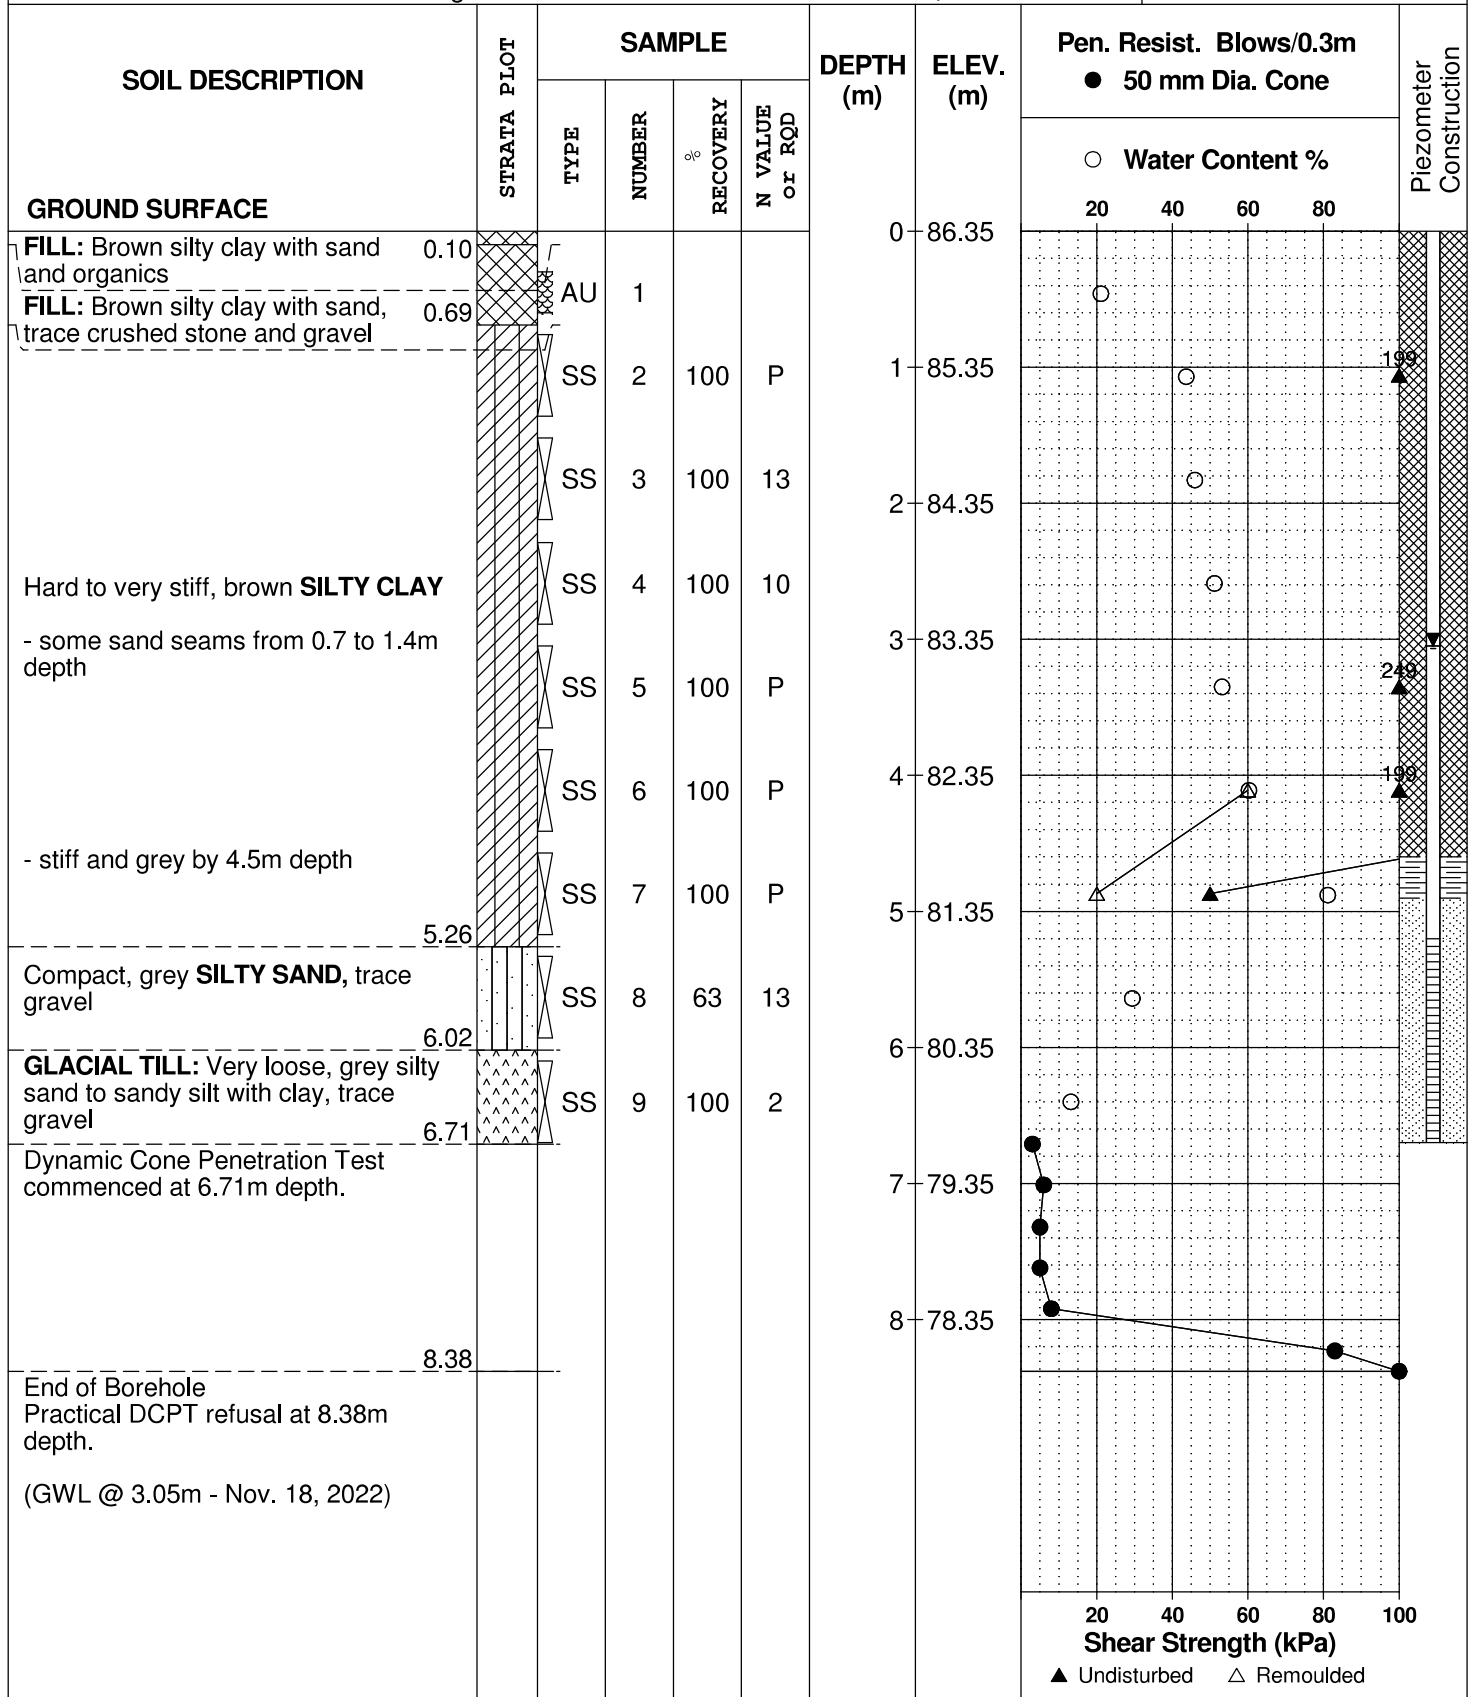 SOIL DESCRIPTION
GROUND SURFACE
STRATA PLOT
SAMPLE
TYPE
NUMBER
%
RECOVERY
N VALUE
or RQD
DEPTH
(m)
ELEV.
(m)
Pen. Resist. Blows/0.3m
● 50 mm Dia. Cone
○ Water Content %
20 40 60 80
Piezometer
Construction
FILL: Brown silty clay with sand 0.10
and organics
FILL: Brown silty clay with sand, 0.69
trace crushed stone and gravel
Hard to very stiff, brown SILTY CLAY
- some sand seams from 0.7 to 1.4m
depth
- stiff and grey by 4.5m depth
5.26
Compact, grey SILTY SAND, trace
gravel
6.02
GLACIAL TILL: Very loose, grey silty
sand to sandy silt with clay, trace
gravel
6.71
Dynamic Cone Penetration Test
commenced at 6.71m depth.
8.38
End of Borehole
Practical DCPT refusal at 8.38m
depth.
(GWL @ 3.05m - Nov. 18, 2022)
AU 1
SS 2 100 P
SS 3 100 13
SS 4 100 10
SS 5 100 P
SS 6 100 P
SS 7 100 P
SS 8 63 13
SS 9 100 2
0 86.35
1 85.35
2 84.35
3 83.35
4 82.35
5 81.35
6 80.35
7 79.35
8 78.35
199
249
199
20 40 60 80 100
Shear Strength (kPa)
▲ Undisturbed △ Remoulded